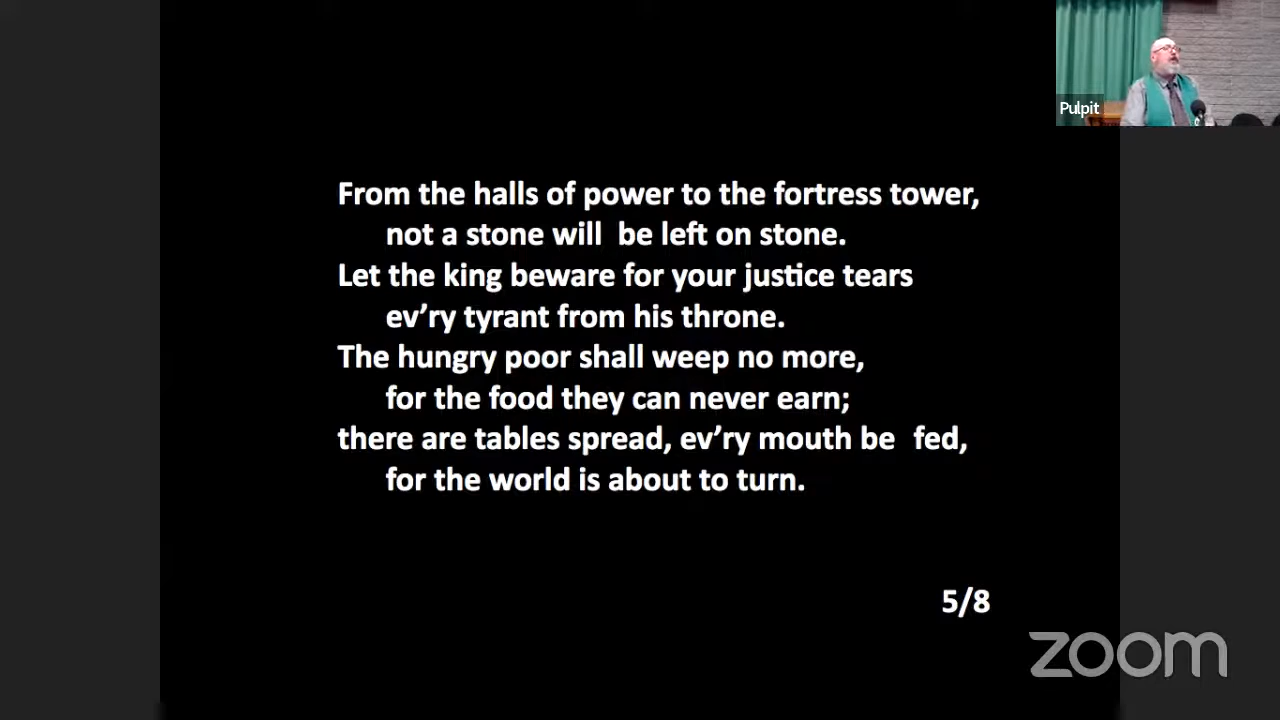 Pulpit
From the halls of power to the fortress tower,
not a stone will be left on stone.
Let the king beware for your justice tears
ev’ry tyrant from his throne.
The hungry poor shall weep no more,
for the food they can never earn;
there are tables spread, ev’ry mouth be fed,
for the world is about to turn.
5/8
zoom